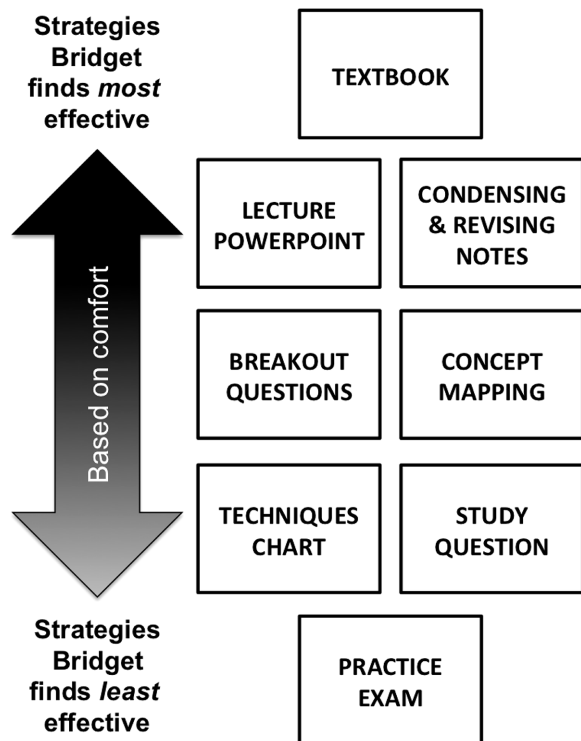 Strategies
Bridget
finds most
effective
TEXTBOOK
LECTURE
POWERPOINT
CONDENSING
& REVISING
NOTES
Based on comfort
BREAKOUT
QUESTIONS
CONCEPT
MAPPING
TECHNIQUES
CHART
STUDY
QUESTION
Strategies
Bridget
finds least
effective
PRACTICE
EXAM